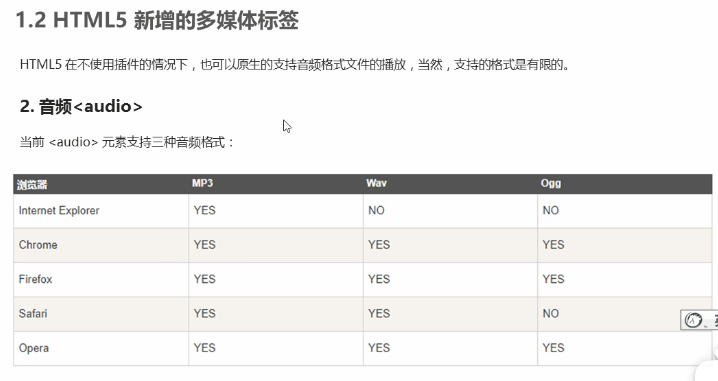 1.2 HTML5 新增的多媒体标签
HTML5 在不使用插件的情况下，也可以原生的支持音频格式文件的播放，当然，支持的格式是有限的。
2. 音频<audio>
当前 <audio> 元素支持三种音频格式：
浏览器 MP3 Wav Ogg
Internet Explorer YES NO NO
Chrome YES YES YES
Firefox YES YES YES
Safari YES YES NO
Opera YES YES YES